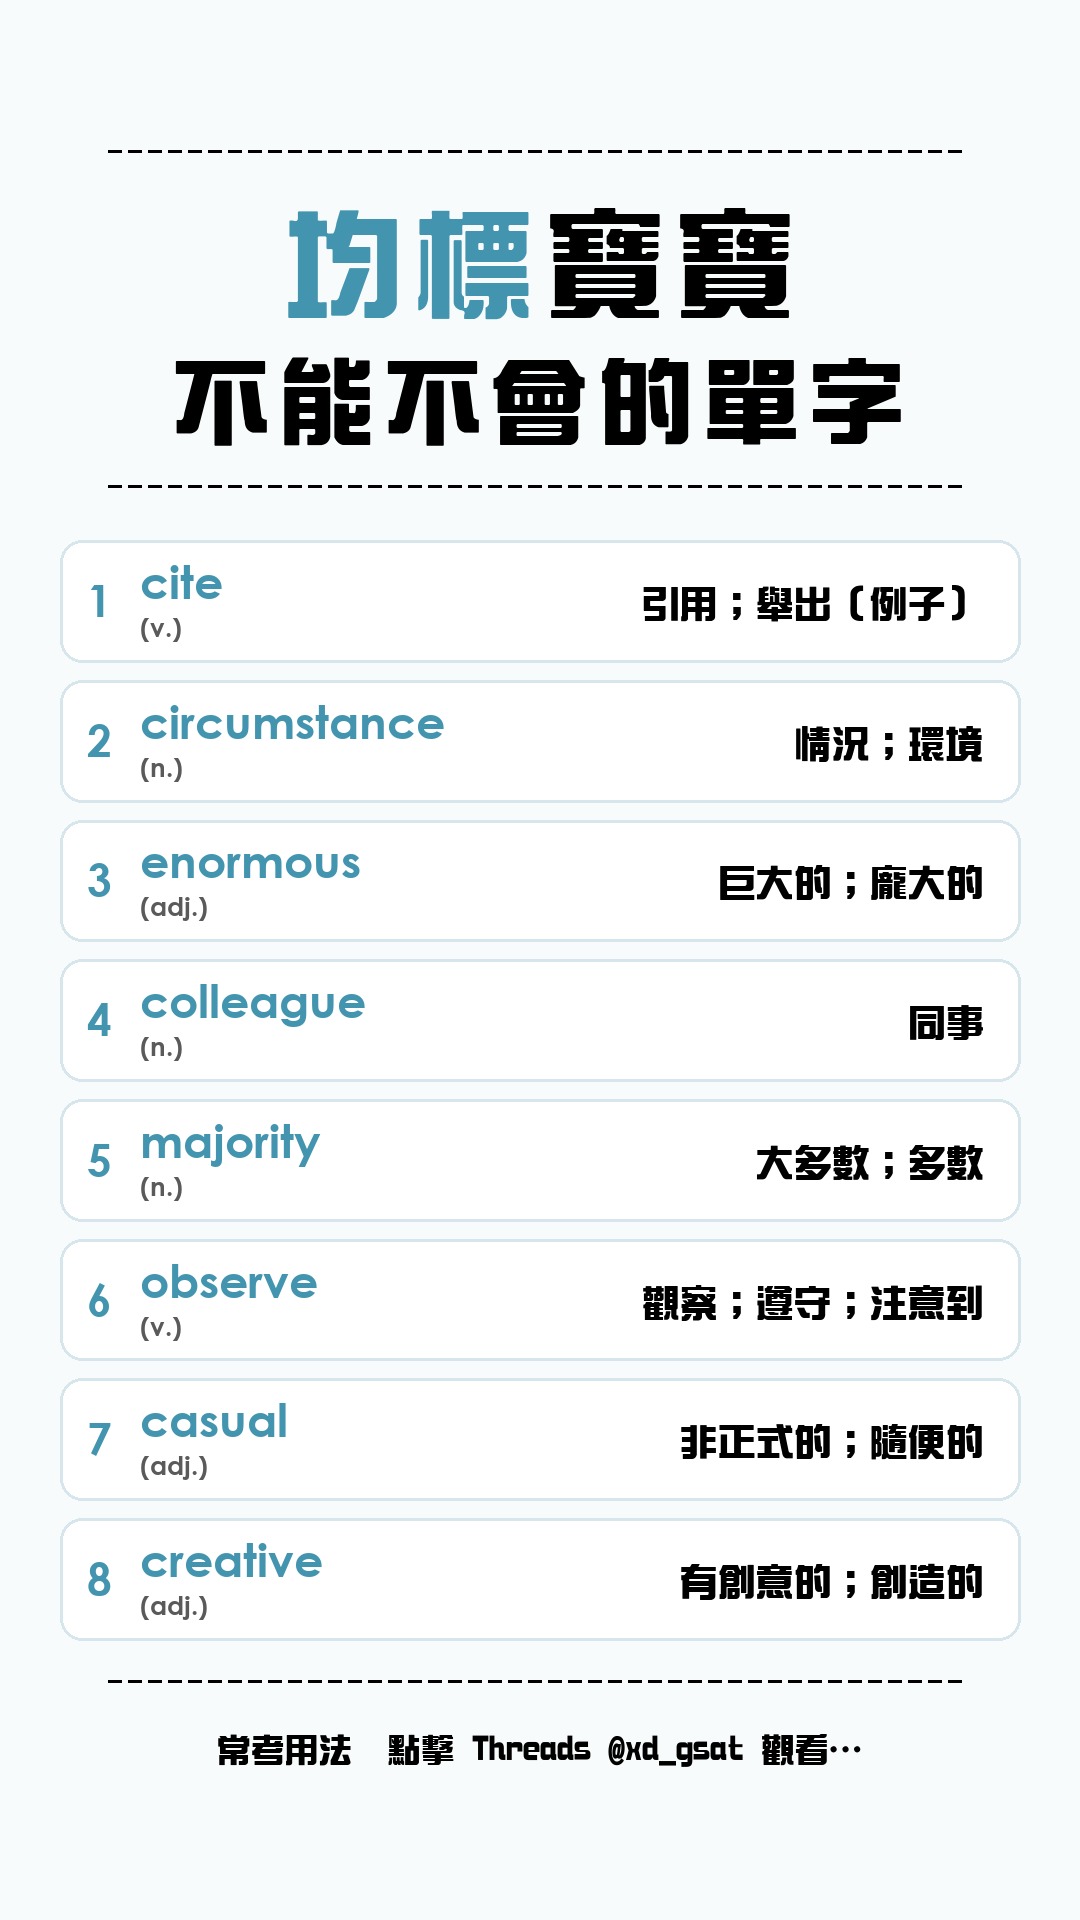 均標寶寶
不能不會的單字
1 cite 引用；舉出（例子）
(v.)
2 circumstance 情況；環境
(n.)
3 enormous 巨大的；龐大的
(adj.)
4 colleague 同事
(n.)
5 majority 大多數；多數
(n.)
6 observe 觀察；遵守；注意到
(v.)
7 casual 非正式的；隨便的
(adj.)
8 creative 有創意的；創造的
(adj.)
常考用法 點擊 Threads @xd_gsat 觀看…